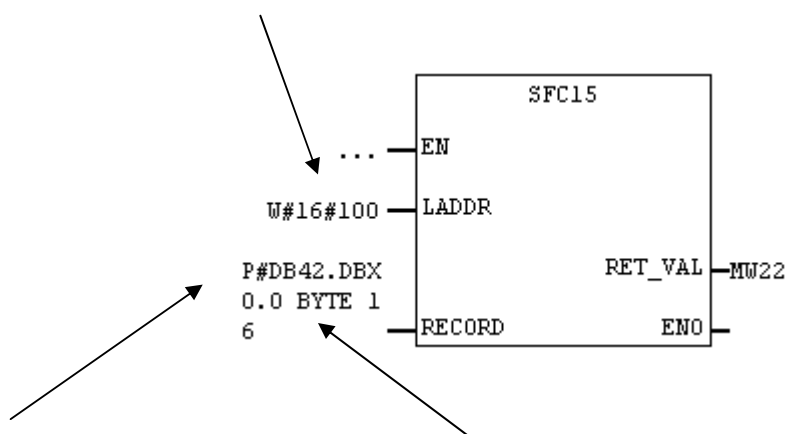 SFC15
... EN
W#16#100 LADDR
P#DB42.DBX
0.0 BYTE 1
6 RECORD
RET_VAL MW22
ENO